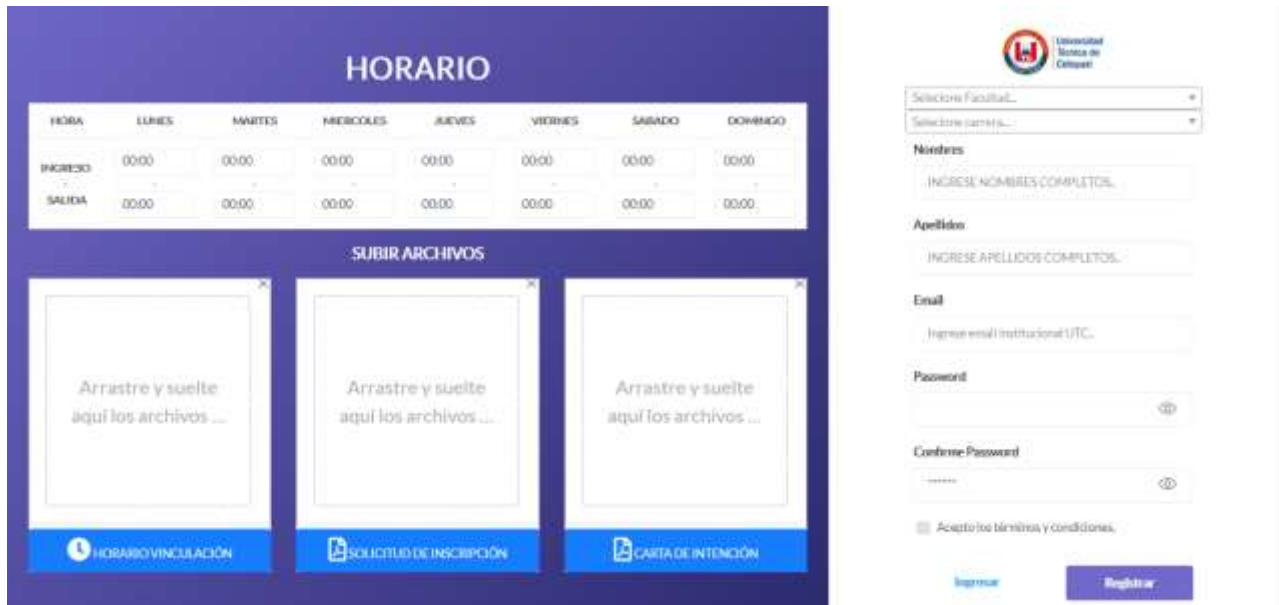 HORARIO
HORA LUNES MARTES MIERCOLES JUEVES VIERNES SABADO DOMINGO
INGRESO 00:00 00:00 00:00 00:00 00:00 00:00 00:00
- - - - - - - -
SALIDA 00:00 00:00 00:00 00:00 00:00 00:00 00:00
SUBIR ARCHIVOS
Arrastre y suelte
aquí los archivos ...
Arrastre y suelte
aquí los archivos ...
Arrastre y suelte
aquí los archivos ...
HORARIO VINCULACIÓN
SOLICITUD DE INSCRIPCIÓN
CARTA DE INTENCIÓN
Universidad
Técnica de
Cotopaxi
Selecione Facultad...
Selecione carrera...
Nombres
INGRESE NOMBRES COMPLETOS..
Apellidos
INGRESE APELLIDOS COMPLETOS..
Email
Ingrese email institucional UTC..
Password
Confirme Password
Acepto los términos y condiciones.
Ingresar
Registrar